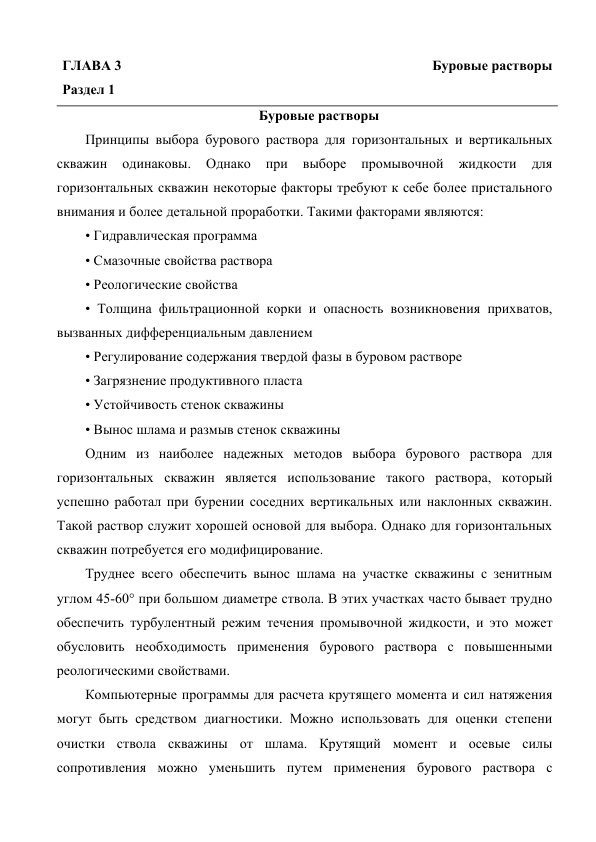 ГЛАВА 3 Буровые растворы
Раздел 1
Буровые растворы
Принципы выбора бурового раствора для горизонтальных и вертикальных
скважин одинаковы. Однако при выборе промывочной жидкости для
горизонтальных скважин некоторые факторы требуют к себе более пристального
внимания и более детальной проработки. Такими факторами являются:
• Гидравлическая программа
• Смазочные свойства раствора
• Реологические свойства
• Толщина фильтрационной корки и опасность возникновения прихватов,
вызванных дифференциальным давлением
• Регулирование содержания твердой фазы в буровом растворе
• Загрязнение продуктивного пласта
• Устойчивость стенок скважины
• Вынос шлама и размыв стенок скважины
Одним из наиболее надежных методов выбора бурового раствора для
горизонтальных скважин является использование такого раствора, который
успешно работал при бурении соседних вертикальных или наклонных скважин.
Такой раствор служит хорошей основой для выбора. Однако для горизонтальных
скважин потребуется его модифицирование.
Труднее всего обеспечить вынос шлама на участке скважины с зенитным
углом 45-60° при большом диаметре ствола. В этих участках часто бывает трудно
обеспечить турбулентный режим течения промывочной жидкости, и это может
обусловить необходимость применения бурового раствора с повышенными
реологическими свойствами.
Компьютерные программы для расчета крутящего момента и сил натяжения
могут быть средством диагностики. Можно использовать для оценки степени
очистки ствола скважины от шлама. Крутящий момент и осевые силы
сопротивления можно уменьшить путем применения бурового раствора с